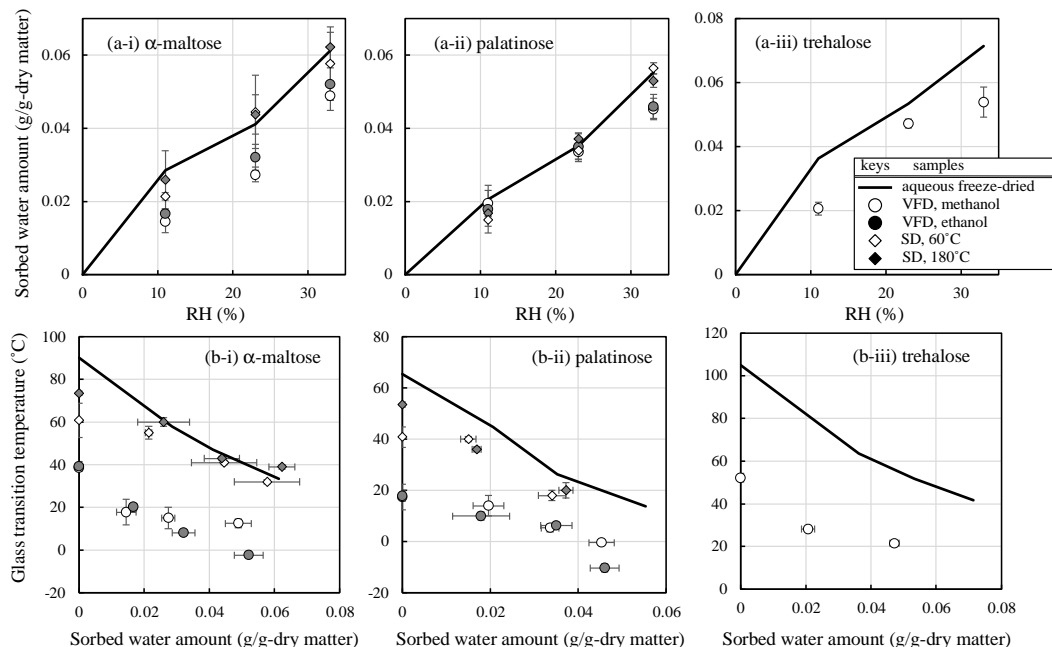 (a-i) α-maltose
(a-ii) palatinose
(a-iii) trehalose
Sorbed water amount (g/g-dry matter)
0.06
0.04
0.02
0
0.06
0.04
0.02
0
0.08
0.06
0.04
0.02
0
keys samples
aqueous freeze-dried
VFD, methanol
VFD, ethanol
SD, 60˚C
SD, 180˚C
0 10 20 30
0 10 20 30
0 10 20 30
RH (%)
RH (%)
RH (%)
(b-i) α-maltose
(b-ii) palatinose
(b-iii) trehalose
Glass transition temperature (˚C)
100
80
60
40
20
0
-20
80
60
40
20
0
-20
120
100
80
60
40
20
0
0 0.02 0.04 0.06 0.08
0 0.02 0.04 0.06
0 0.02 0.04 0.06 0.08
Sorbed water amount (g/g-dry matter)
Sorbed water amount (g/g-dry matter)
Sorbed water amount (g/g-dry matter)